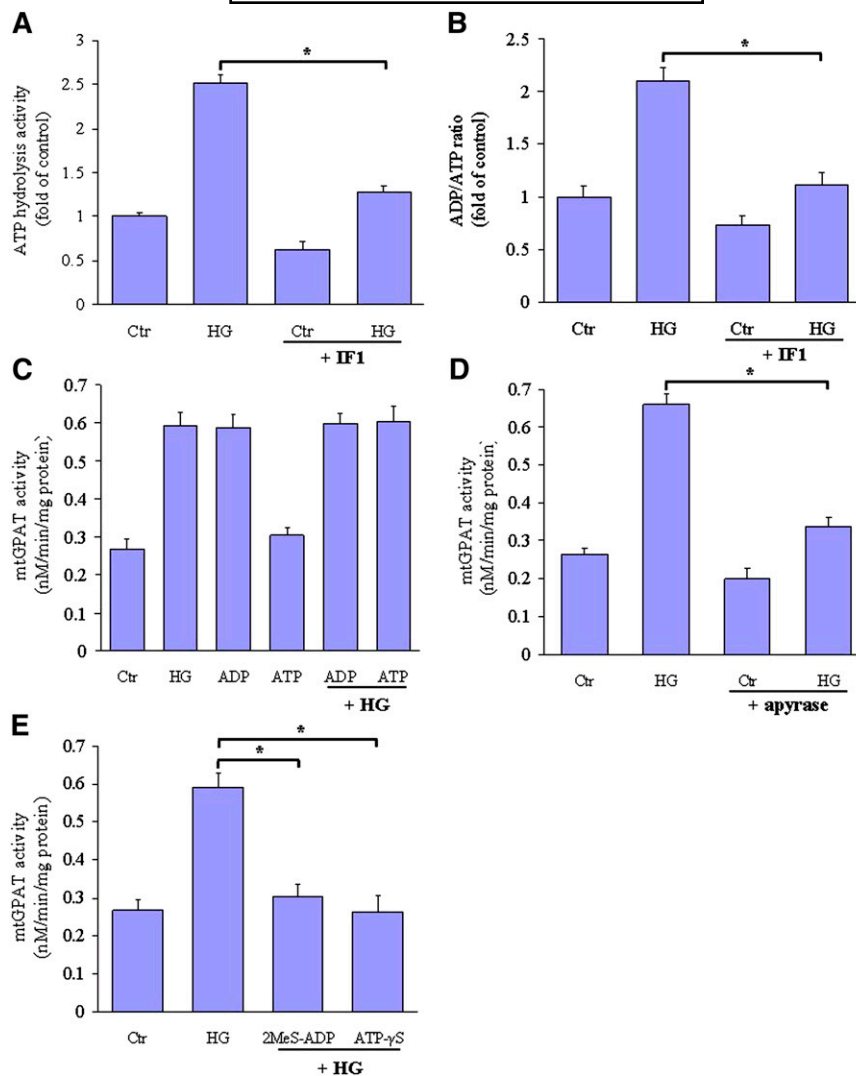 A
ATP hydrolysis activity
(fold of control)
3
2.5
2
1.5
1
0.5
0
*
Ctr HG Ctr HG
+ IF1
B
ADP/ATP ratio
(fold of control)
2.5
2
1.5
1
0.5
0
*
Ctr HG Ctr HG
+ IF1
C
mtGPAT activity
(nM/min/mg protein)
0.7
0.6
0.5
0.4
0.3
0.2
0.1
0
Ctr HG ADP ATP ADP ATP
+ HG
D
mtGPAT activity
(nM/min/mg protein)
0.7
0.6
0.5
0.4
0.3
0.2
0.1
0
*
Ctr HG Ctr HG
+ apyrase
E
mtGPAT activity
(nM/min/mg protein)
0.7
0.6
0.5
0.4
0.3
0.2
0.1
0
*
*
Ctr HG 2MeS-ADP ATP-γS
+ HG